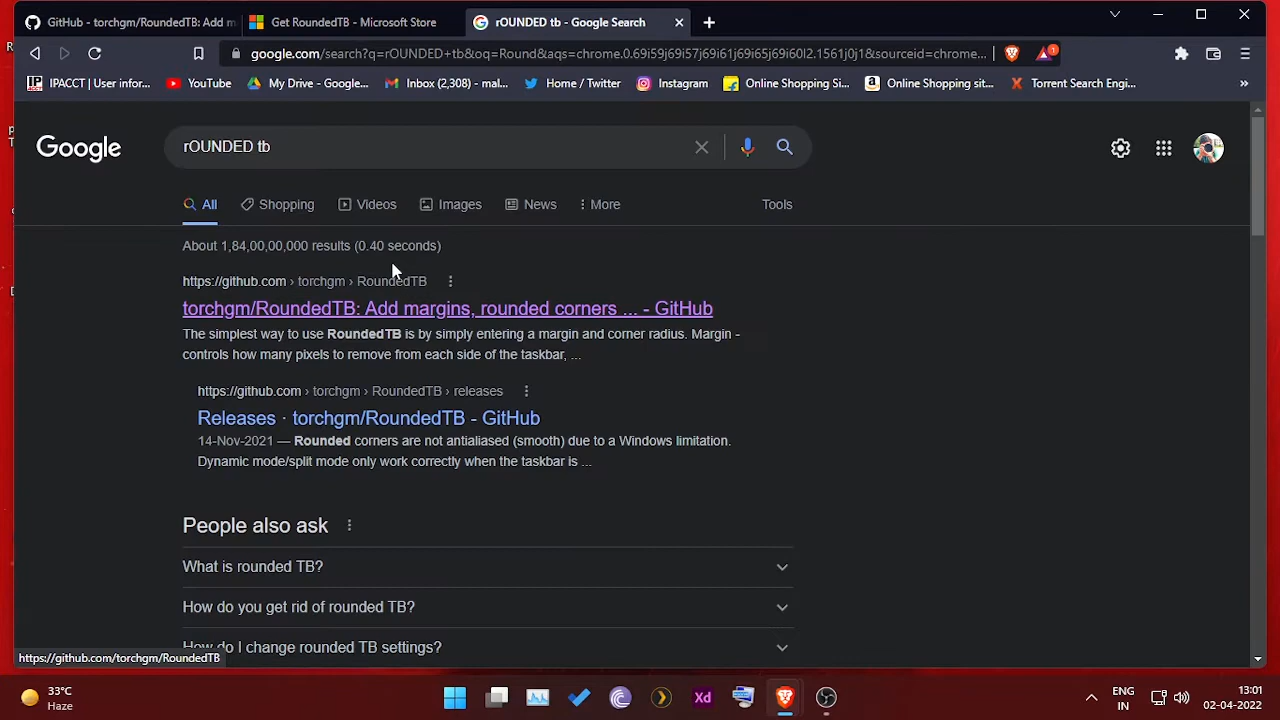 GitHub - torchgm/RoundedTB: Add m
Get RoundedTB - Microsoft Store
rOUNDED tb - Google Search
google.com/search?q=rOUNDED+tb&oq=Round&aqs=chrome.0.69i59j69i57j69i61j69i65j69i60l2.1561j0j1&sourceid=chrome...
1
IP
IPACCT | User infor...
YouTube
My Drive - Google...
Inbox (2,308) - mal...
Home / Twitter
Instagram
Online Shopping Si...
Online Shopping sit...
Torrent Search Engi...
»
Google
rOUNDED tb
All
Shopping
Videos
Images
News
More
Tools
About 1,84,00,00,000 results (0.40 seconds)
https://github.com › torchgm › RoundedTB
torchgm/RoundedTB: Add margins, rounded corners ... - GitHub
The simplest way to use RoundedTB is by simply entering a margin and corner radius. Margin -
controls how many pixels to remove from each side of the taskbar, ...
https://github.com › torchgm › RoundedTB › releases
Releases · torchgm/RoundedTB - GitHub
14-Nov-2021 — Rounded corners are not antialiased (smooth) due to a Windows limitation.
Dynamic mode/split mode only work correctly when the taskbar is ...
People also ask
What is rounded TB?
How do you get rid of rounded TB?
How do I change rounded TB settings?
https://github.com/torchgm/RoundedTB
33°C
Haze
Xd
ENG
IN
13:01
02-04-2022